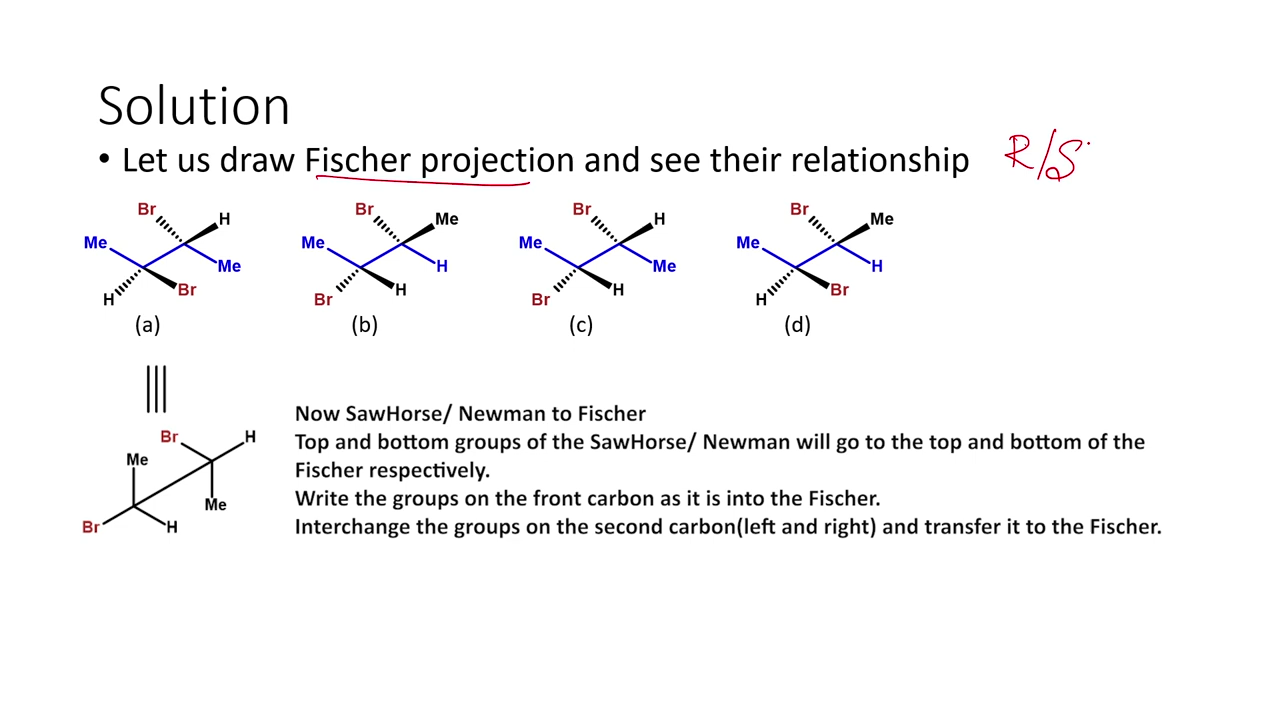 Solution
• Let us draw Fischer projection and see their relationship R/S
Br H Me Me H Br
Br Me Me H Br H
Br H Me Me Br H
Br Me Me H H Br
(a) (b) (c) (d)
Now SawHorse/ Newman to Fischer
Top and bottom groups of the SawHorse/ Newman will go to the top and bottom of the
Fischer respectively.
Write the groups on the front carbon as it is into the Fischer.
Interchange the groups on the second carbon(left and right) and transfer it to the Fischer.
Br H
Me
Me
Br H